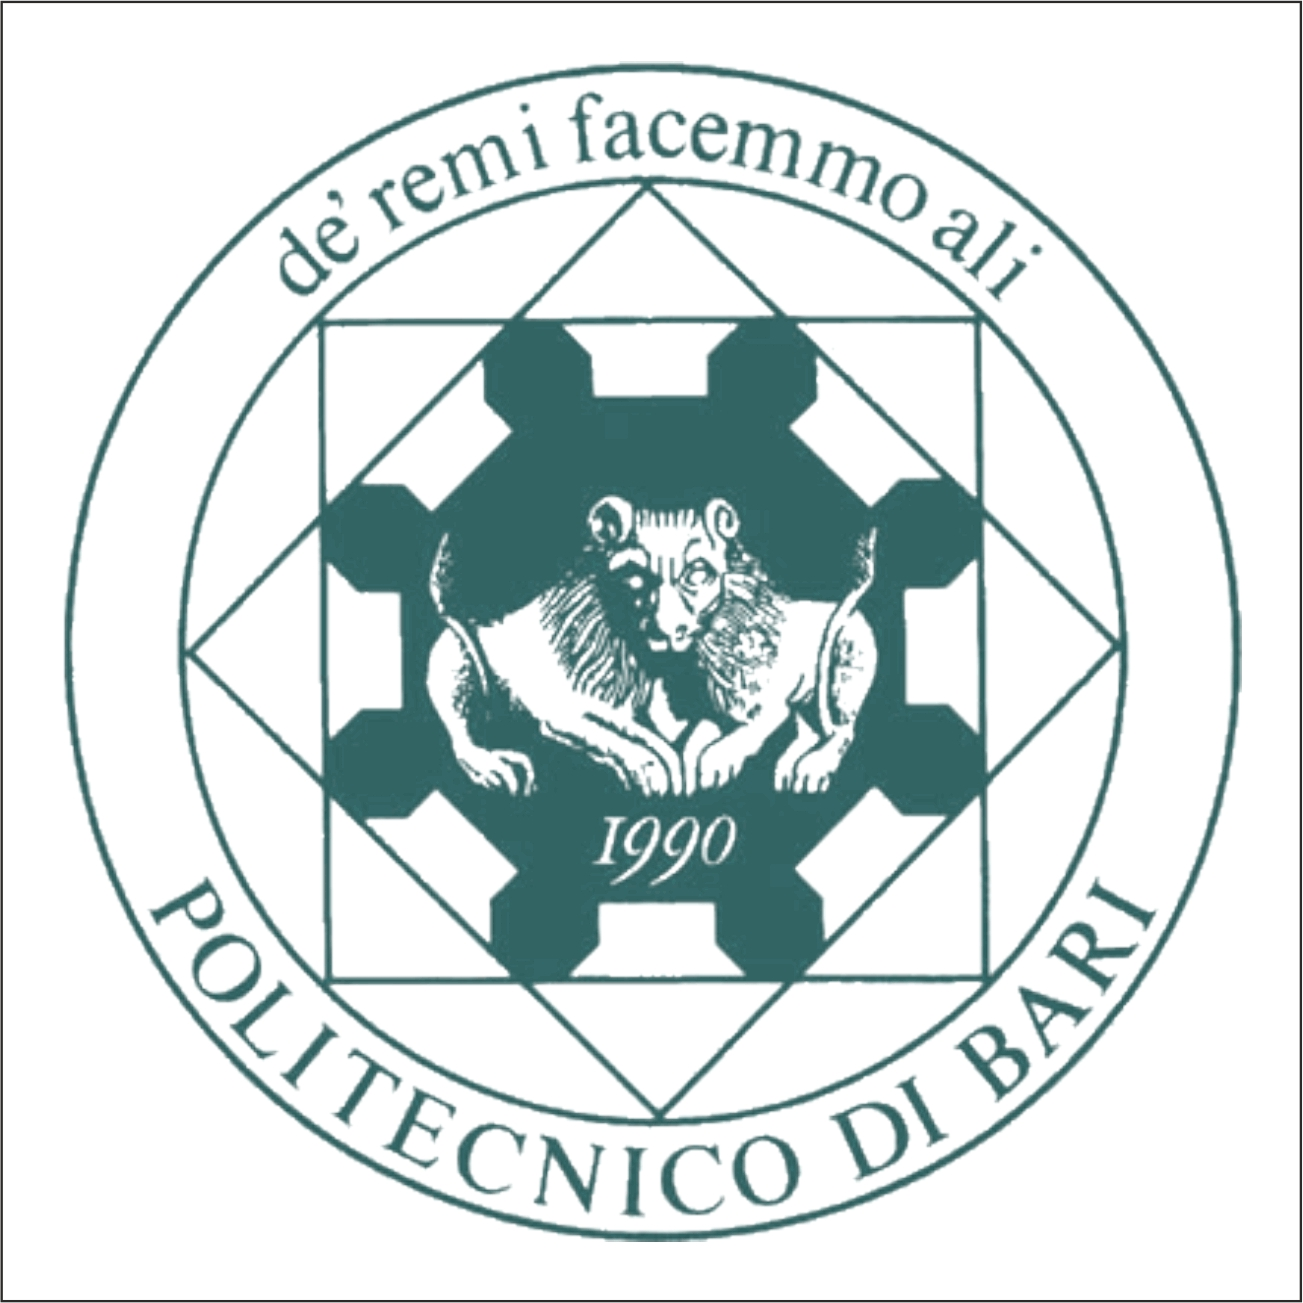 de' remi facemmo ali
1990
POLITECNICO DI BARI